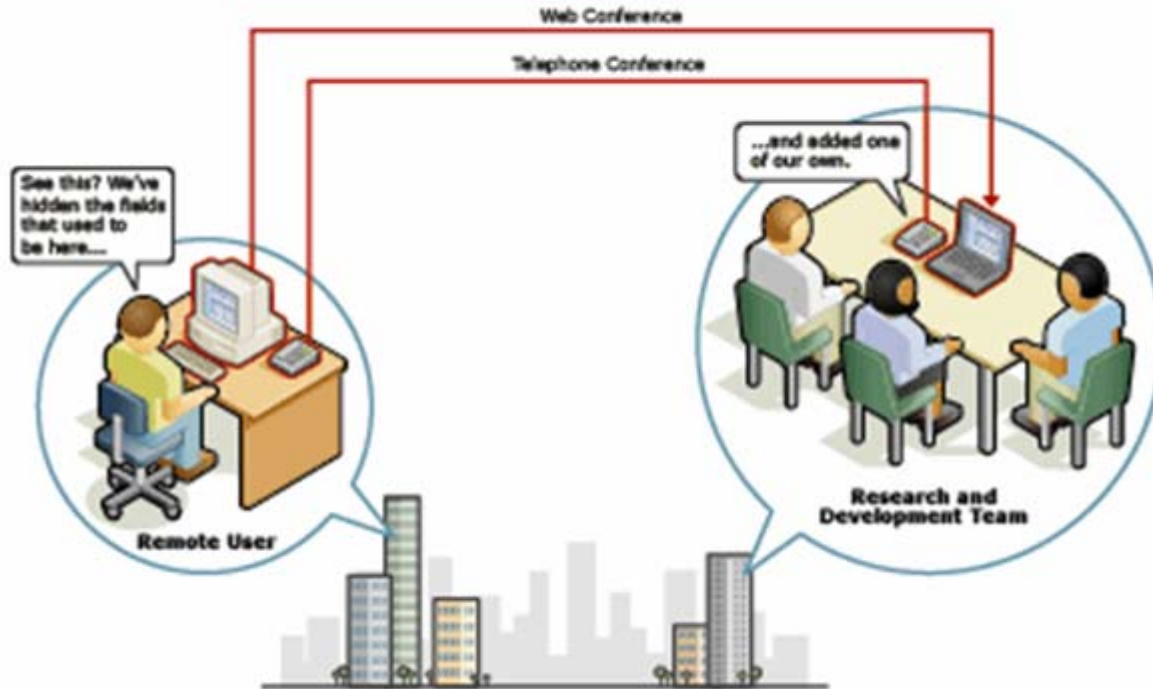 Web Conference
Telephone Conference
...and added one
of our own.
See this? We've
hidden the fields
that used to
be here....
Research and
Development Team
Remote User